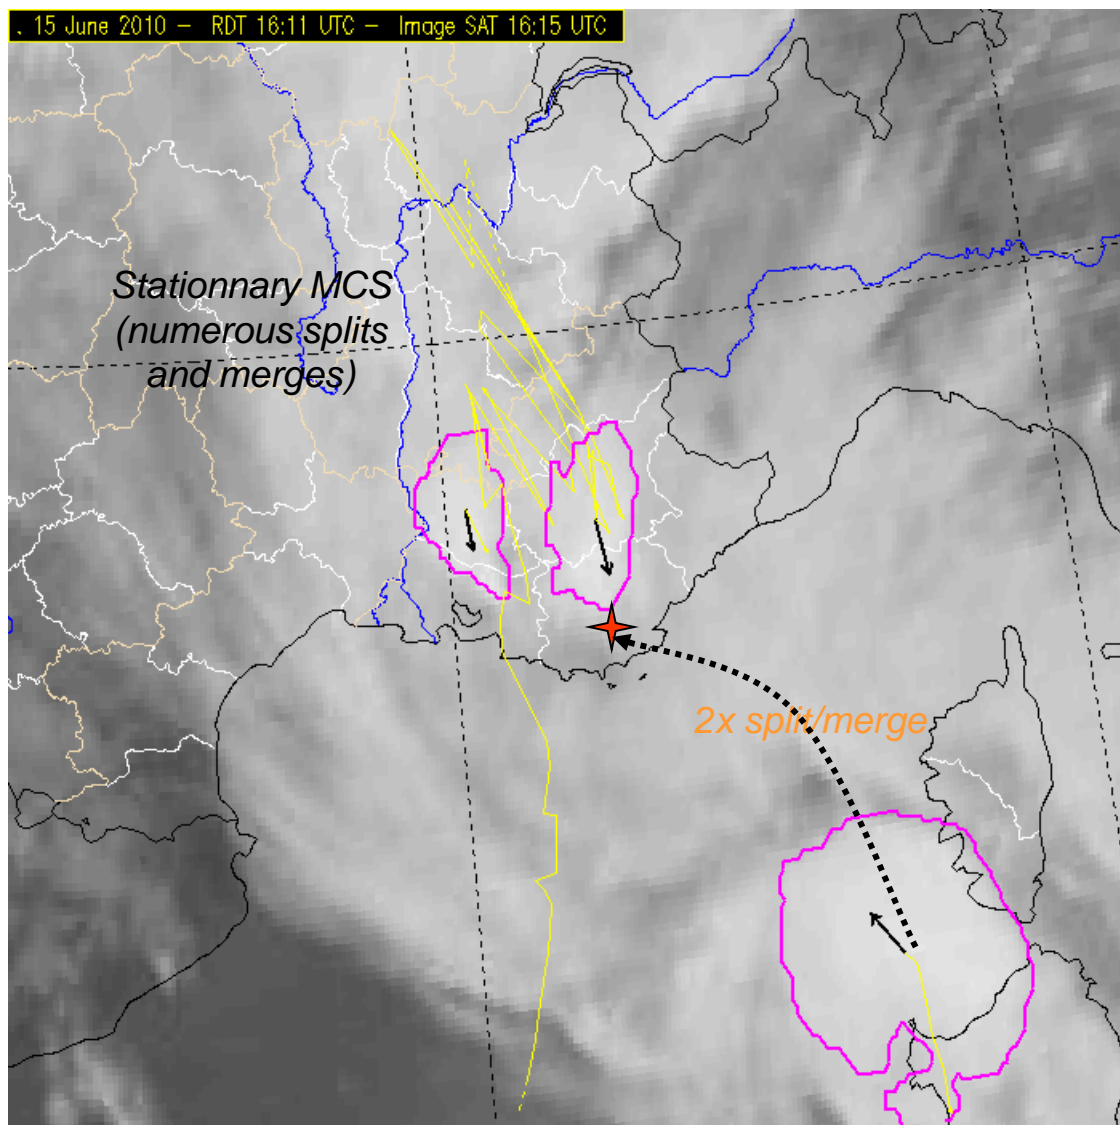 . 15 June 2010 – RDT 16:11 UTC – Image SAT 16:15 UTC
Stationnary MCS
(numerous splits
and merges)
2x split/merge